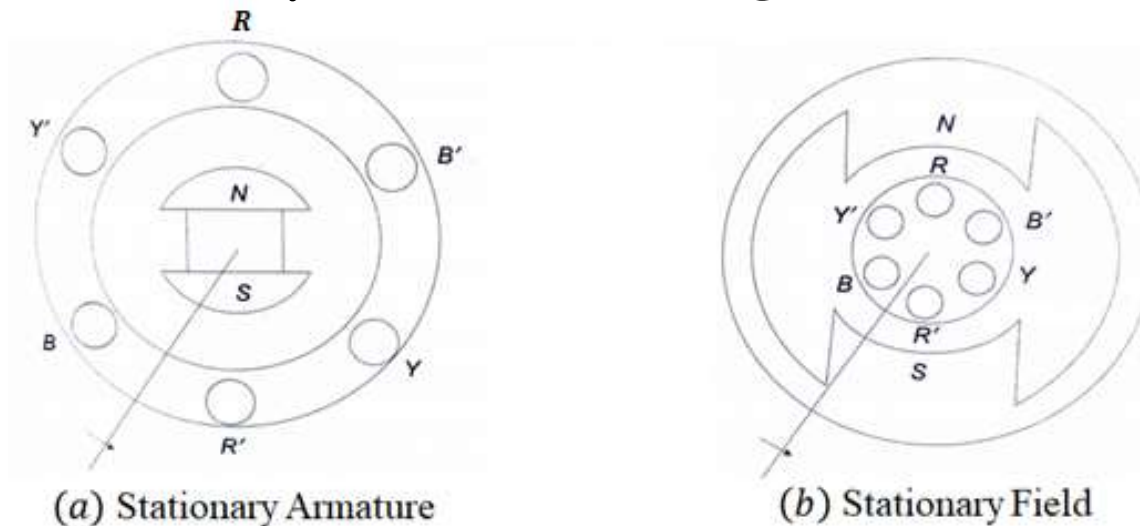 R
Y'
B'
N
S
B
Y
R'
(a) Stationary Armature
N
R
Y'
B'
B
Y
R'
S
(b) Stationary Field